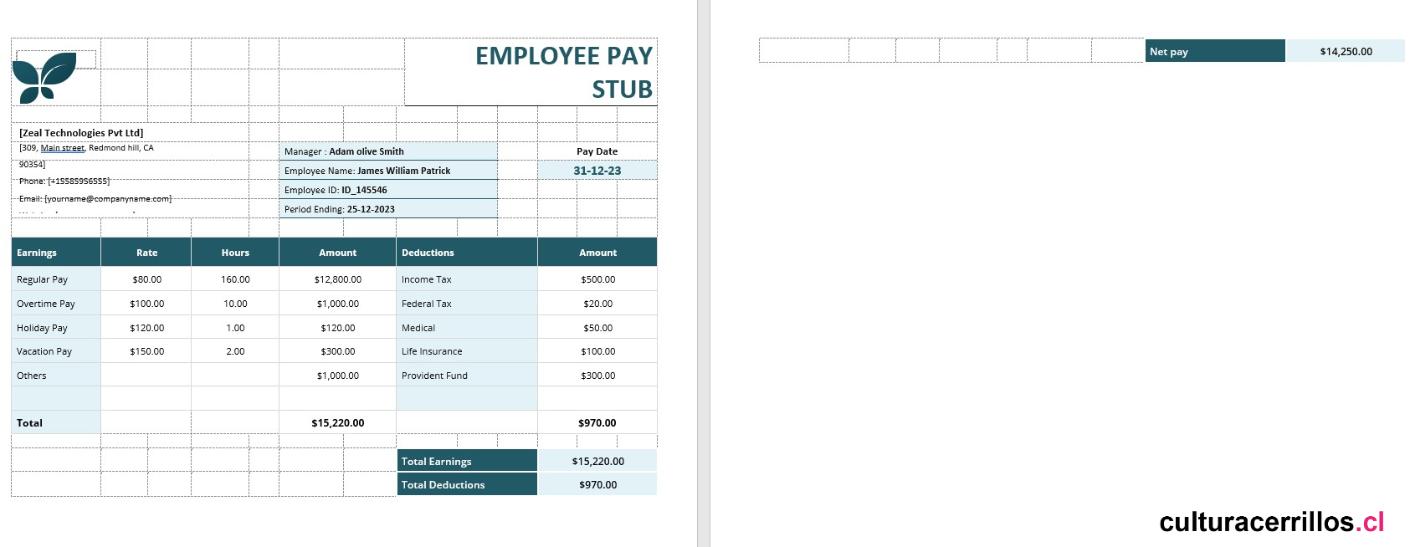 EMPLOYEE PAY
STUB
[Zeal Technologies Pvt Ltd]
[309, Main street, Redmond hill, CA
90354]
Phone: [+15585956555]
Email: [yourname@companyname.com]
Manager : Adam olive Smith
Employee Name: James William Patrick
Employee ID: ID_145546
Period Ending: 25-12-2023
Pay Date
31-12-23
Earnings Rate Hours Amount Deductions Amount
Regular Pay $80.00 160.00 $12,800.00 Income Tax $500.00
Overtime Pay $100.00 10.00 $1,000.00 Federal Tax $20.00
Holiday Pay $120.00 1.00 $120.00 Medical $50.00
Vacation Pay $150.00 2.00 $300.00 Life Insurance $100.00
Others $1,000.00 Provident Fund $300.00
Total $15,220.00 $970.00
Total Earnings $15,220.00
Total Deductions $970.00
Net pay $14,250.00
culturacerrillos.cl